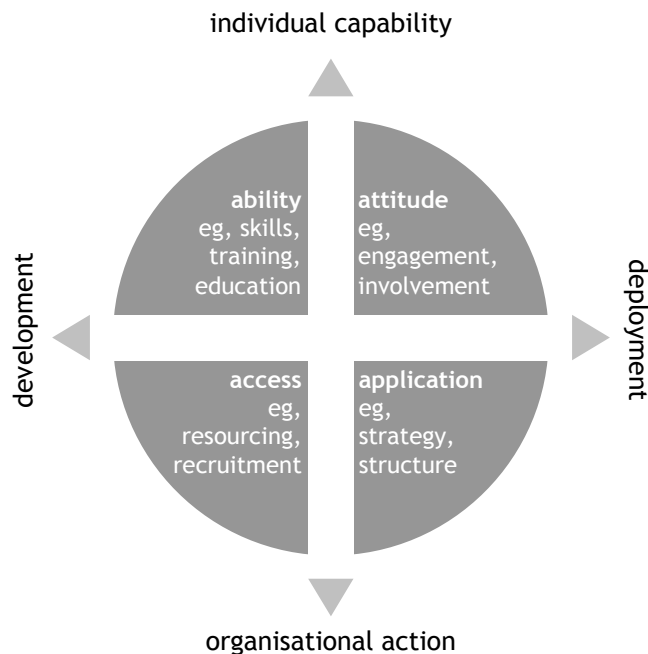 individual capability
ability
eg, skills,
training,
education
attitude
eg,
engagement,
involvement
development
deployment
access
eg,
resourcing,
recruitment
application
eg,
strategy,
structure
organisational action